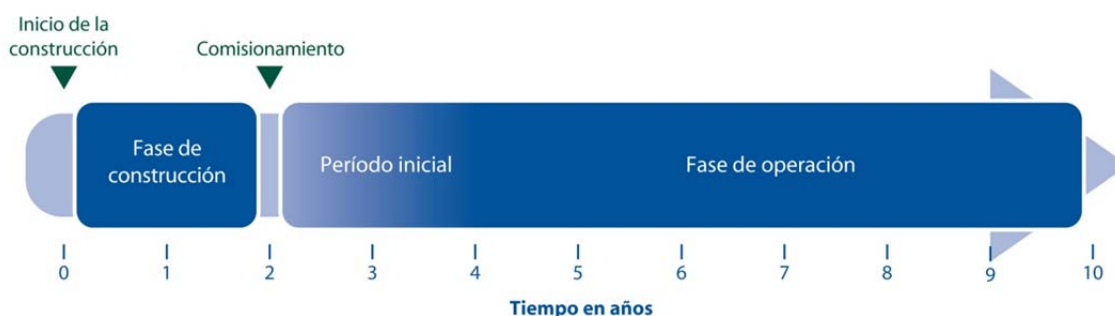 Inicio de la
construcción
Comisionamiento
Fase de
construcción
Período inicial
Fase de operación
0 1 2 3 4 5 6 7 8 9 10
Tiempo en años